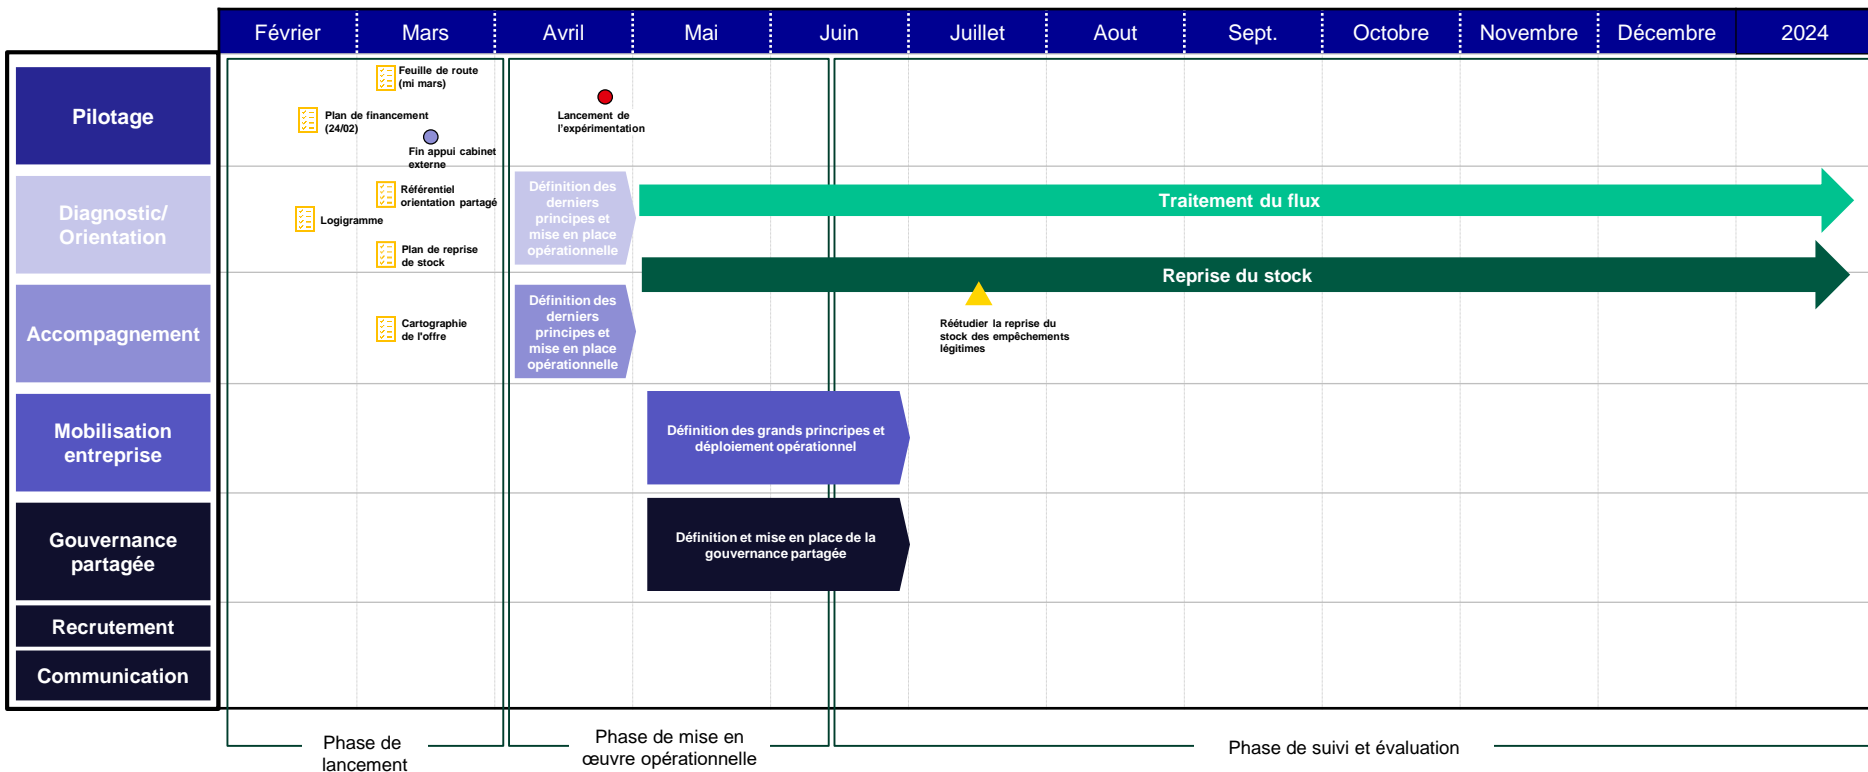 Février Mars Avril Mai Juin Juillet Aout Sept. Octobre Novembre Décembre 2024
Pilotage
Feuille de route
(mi mars)
Plan de financement
(24/02)
Fin appui cabinet
externe
Lancement de
l'expérimentation
Diagnostic/
Orientation
Référentiel
orientation partagé
Logigramme
Plan de reprise
de stock
Définition des
derniers
principes et
mise en place
opérationnelle
Traitement du flux
Reprise du stock
Accompagnement
Cartographie
de l'offre
Définition des
derniers
principes et
mise en place
opérationnelle
Réétudier la reprise du
stock des empêchements
légitimes
Mobilisation
entreprise
Définition des grands princripes et
déploiement opérationnel
Gouvernance
partagée
Définition et mise en place de la
gouvernance partagée
Recrutement
Communication
Phase de
lancement
Phase de mise en
œuvre opérationnelle
Phase de suivi et évaluation